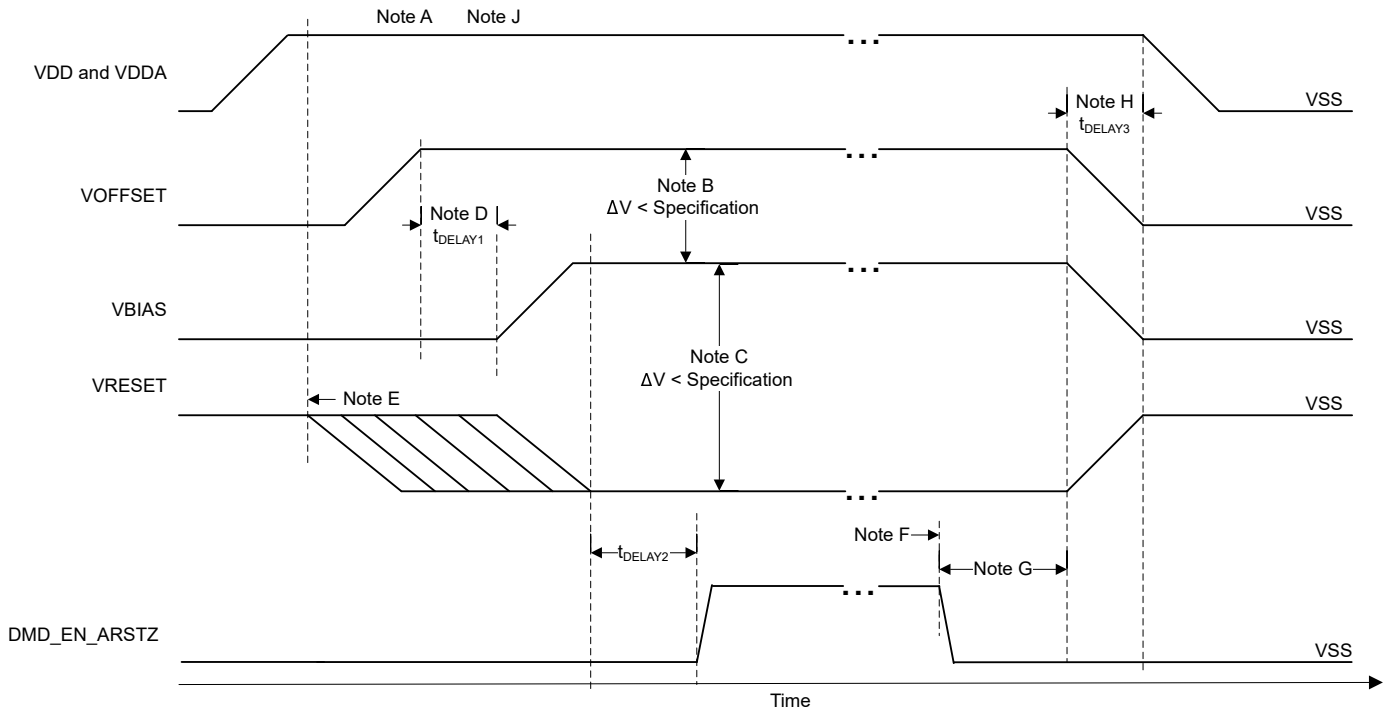 Note A Note J
...
VDD and VDDA
Note H
VSS
tDELAY3
...
Note B
VOFFSET
ΔV < Specification
Note D
VSS
tDELAY1
...
VBIAS
VSS
Note C
ΔV < Specification
VRESET
Note E
VSS
...
Note F
tDELAY2
Note G
...
DMD_EN_ARSTZ
VSS
Time